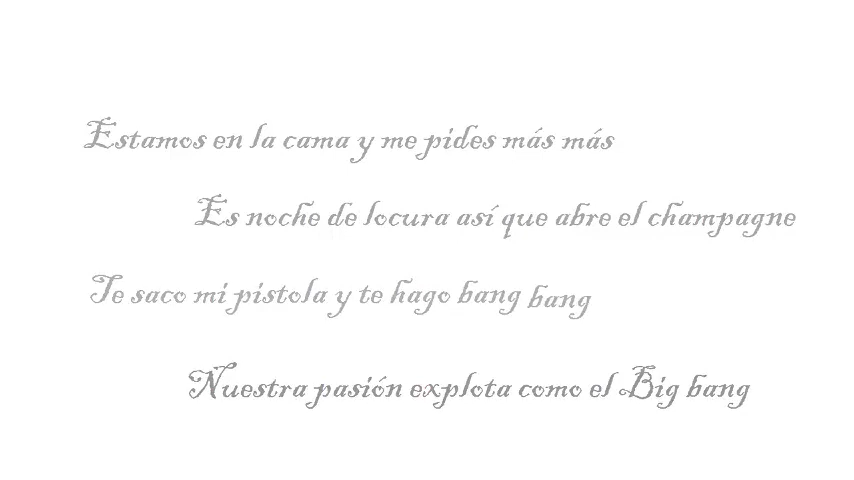 Estamos en la cama y me pides más más
Es noche de locura así que abre el champagne
Te saco mi pistola y te hago bang bang
Nuestra pasión explota como el Big bang